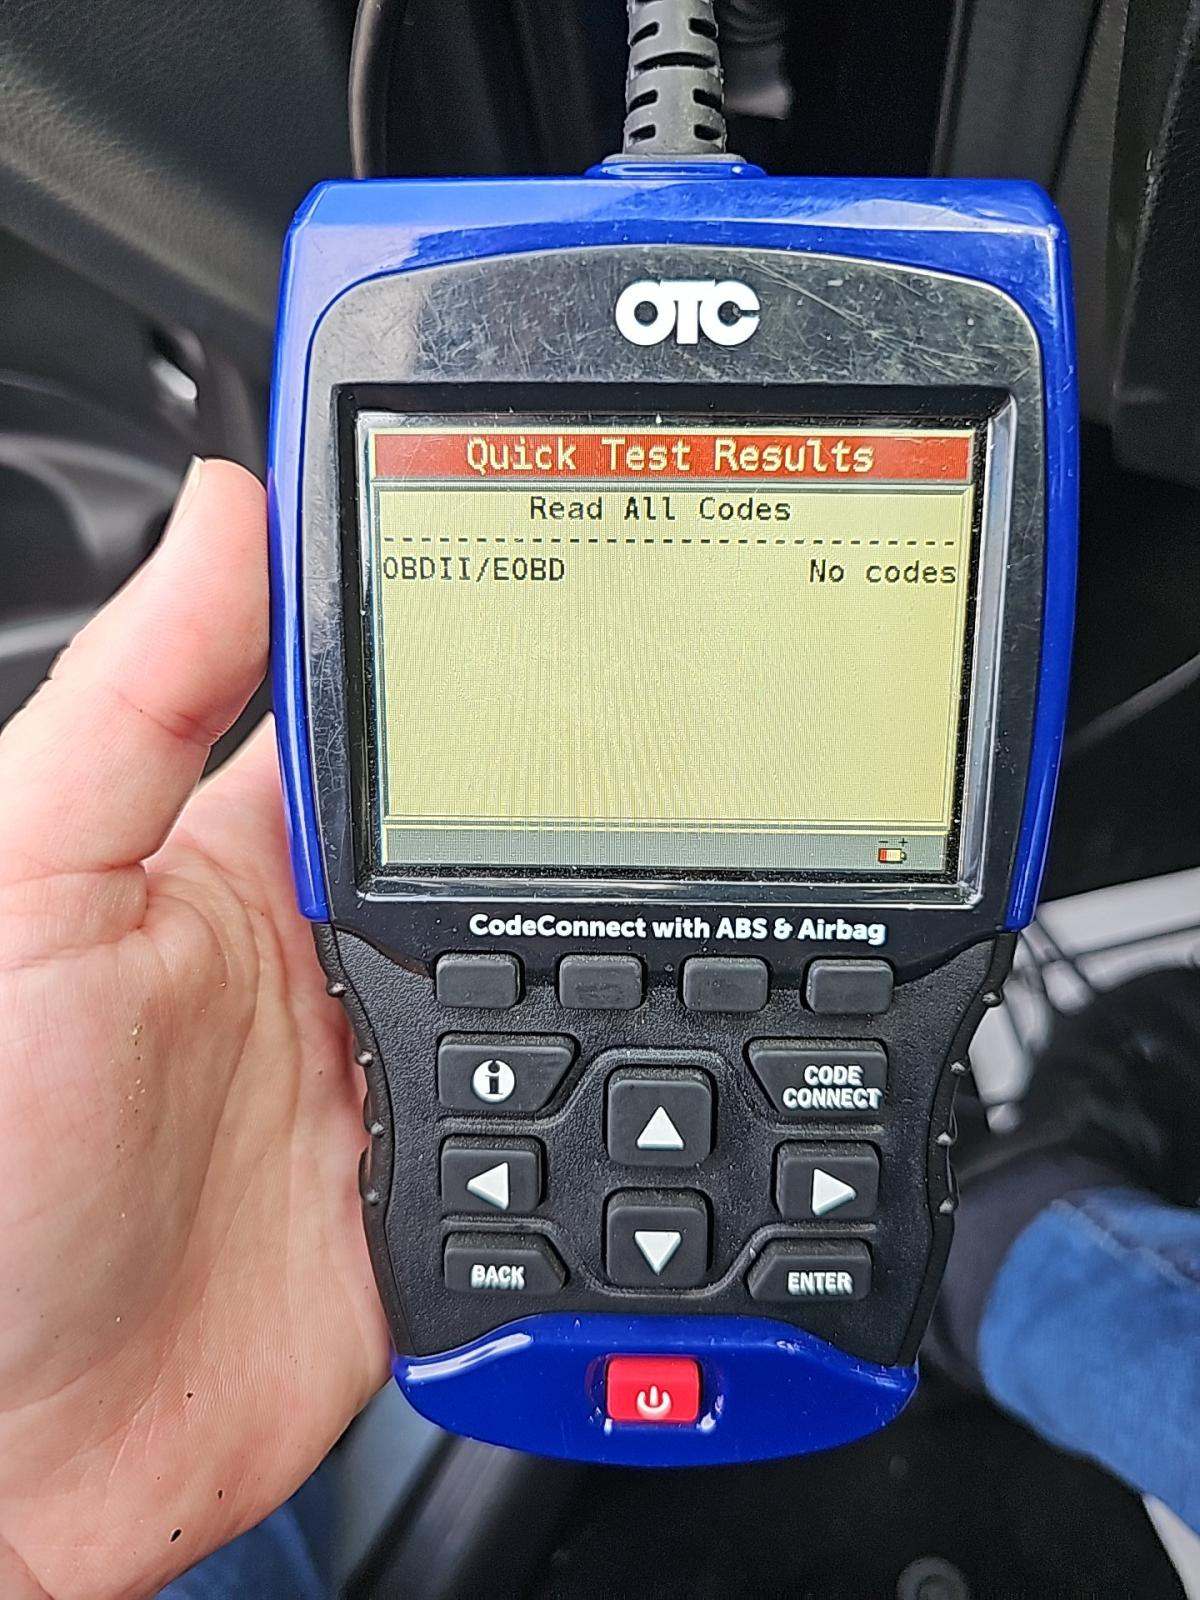 OTC
Quick Test Results
Read All Codes
OBDII/EOBD No codes
- +
CodeConnect with ABS & Airbag
i
CODE
CONNECT
BACK
ENTER